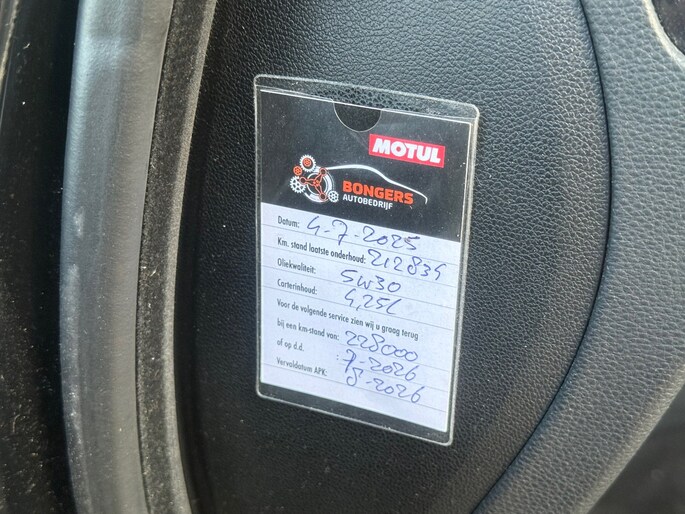 MOTUL
BONGERS
AUTOBEDRIJF
Datum: 4-7-2025
Km. stand laatste onderhoud: 212835
Oliekwaliteit: 5W30
Carterinhoud: 4,25L
Voor de volgende service zien wij u graag terug
bij een km-stand van: 228000
of op d.d. : 7-2026
Vervaldatum APK: 8-2026